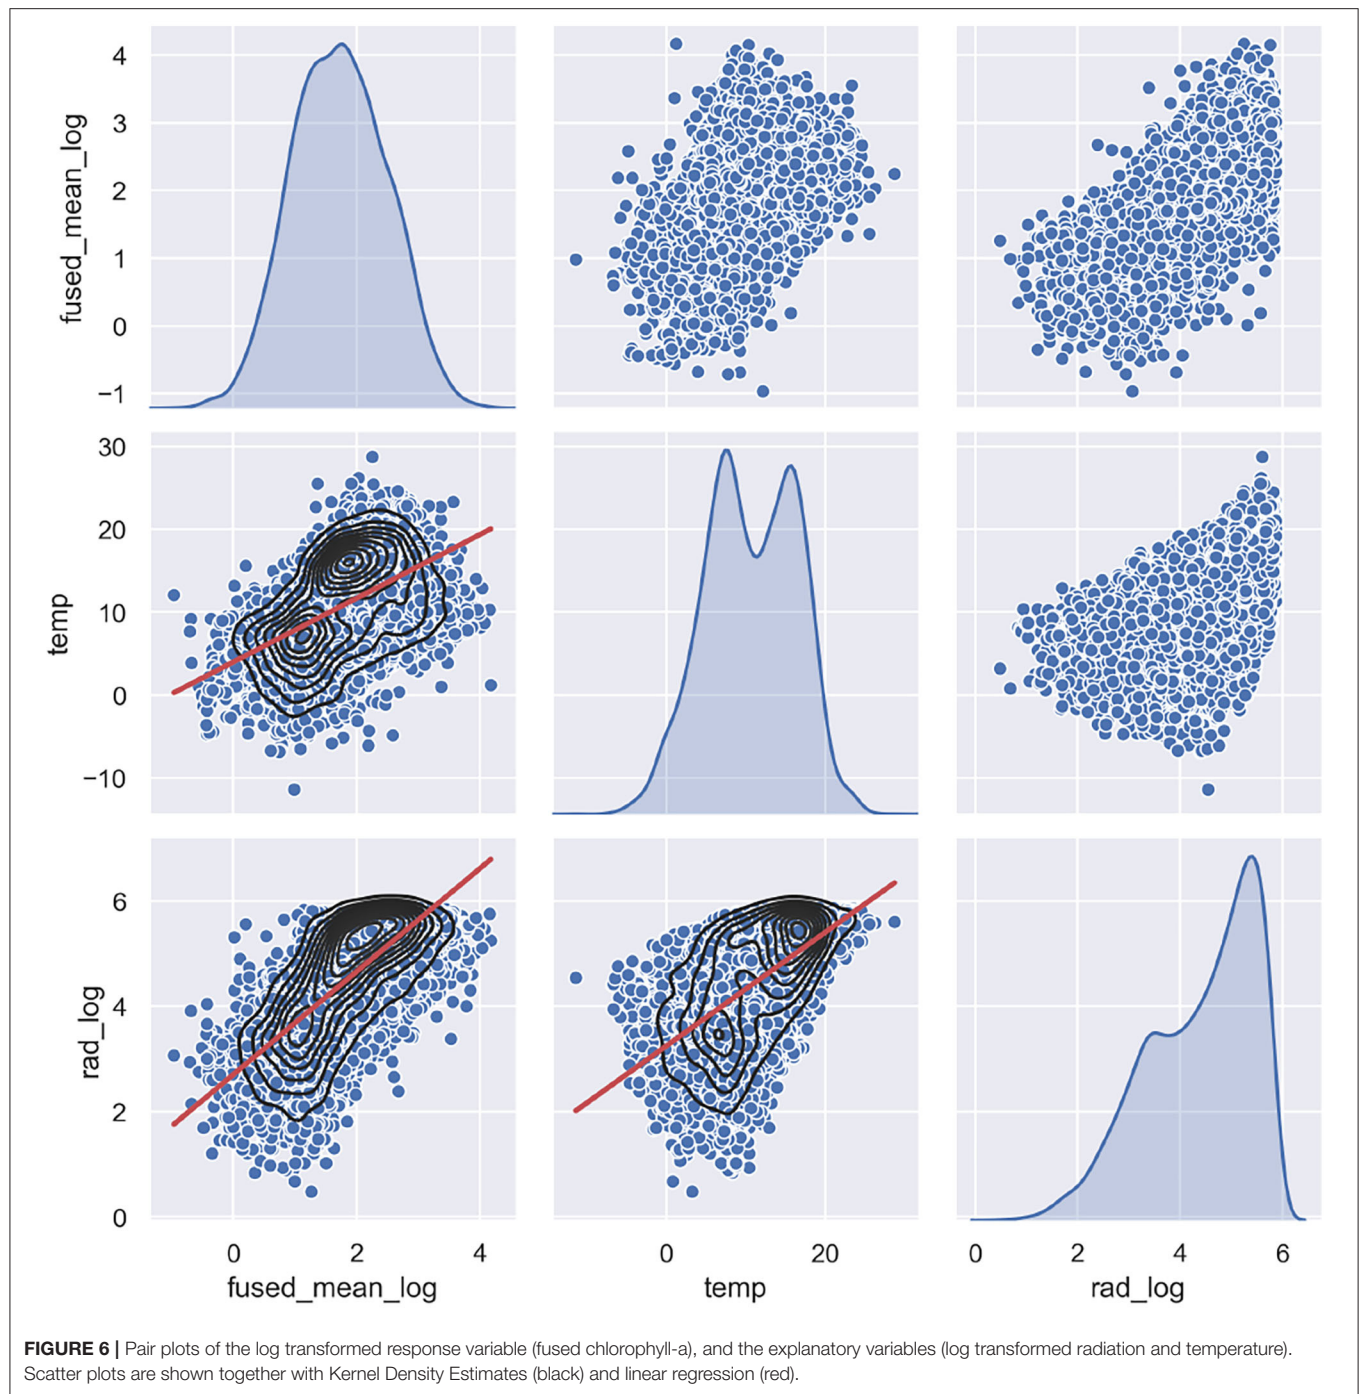 4
3
2
1
0
−1
fused_mean_log
30
20
10
0
−10
temp
6
4
2
0
rad_log
0 2 4
0 20
0 2 4 6
fused_mean_log
temp
rad_log
FIGURE 6 | Pair plots of the log transformed response variable (fused chlorophyll-a), and the explanatory variables (log transformed radiation and temperature).
Scatter plots are shown together with Kernel Density Estimates (black) and linear regression (red).